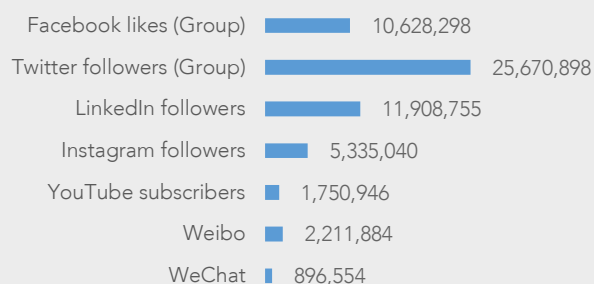 Facebook likes (Group) 10,628,298
Twitter followers (Group) 25,670,898
LinkedIn followers 11,908,755
Instagram followers 5,335,040
YouTube subscribers 1,750,946
Weibo 2,211,884
WeChat 896,554